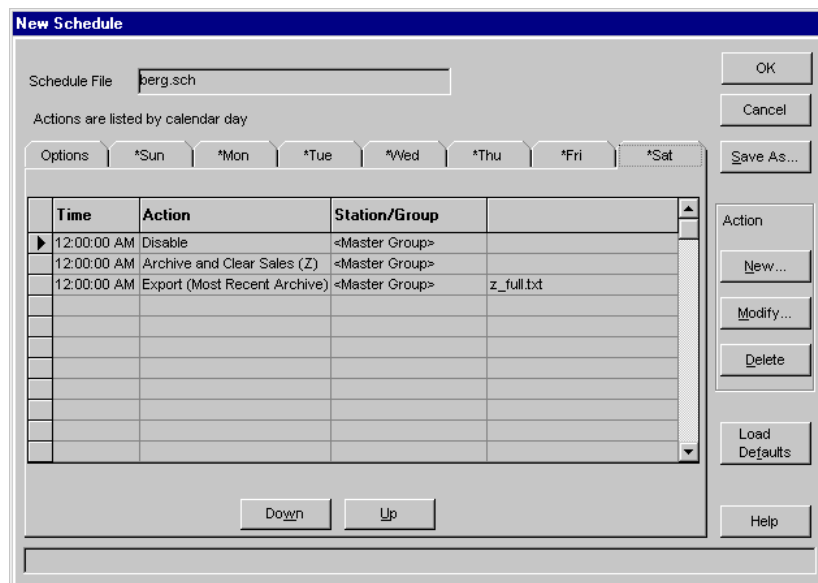 New Schedule
Schedule File berg.sch
Actions are listed by calendar day
Options *Sun *Mon *Tue *Wed *Thu *Fri *Sat
Time Action Station/Group
12:00:00 AM Disable <Master Group>
12:00:00 AM Archive and Clear Sales (Z) <Master Group>
12:00:00 AM Export (Most Recent Archive) <Master Group> z_full.txt
Down Up
OK
Cancel
Save As...
Action
New...
Modify...
Delete
Load
Defaults
Help